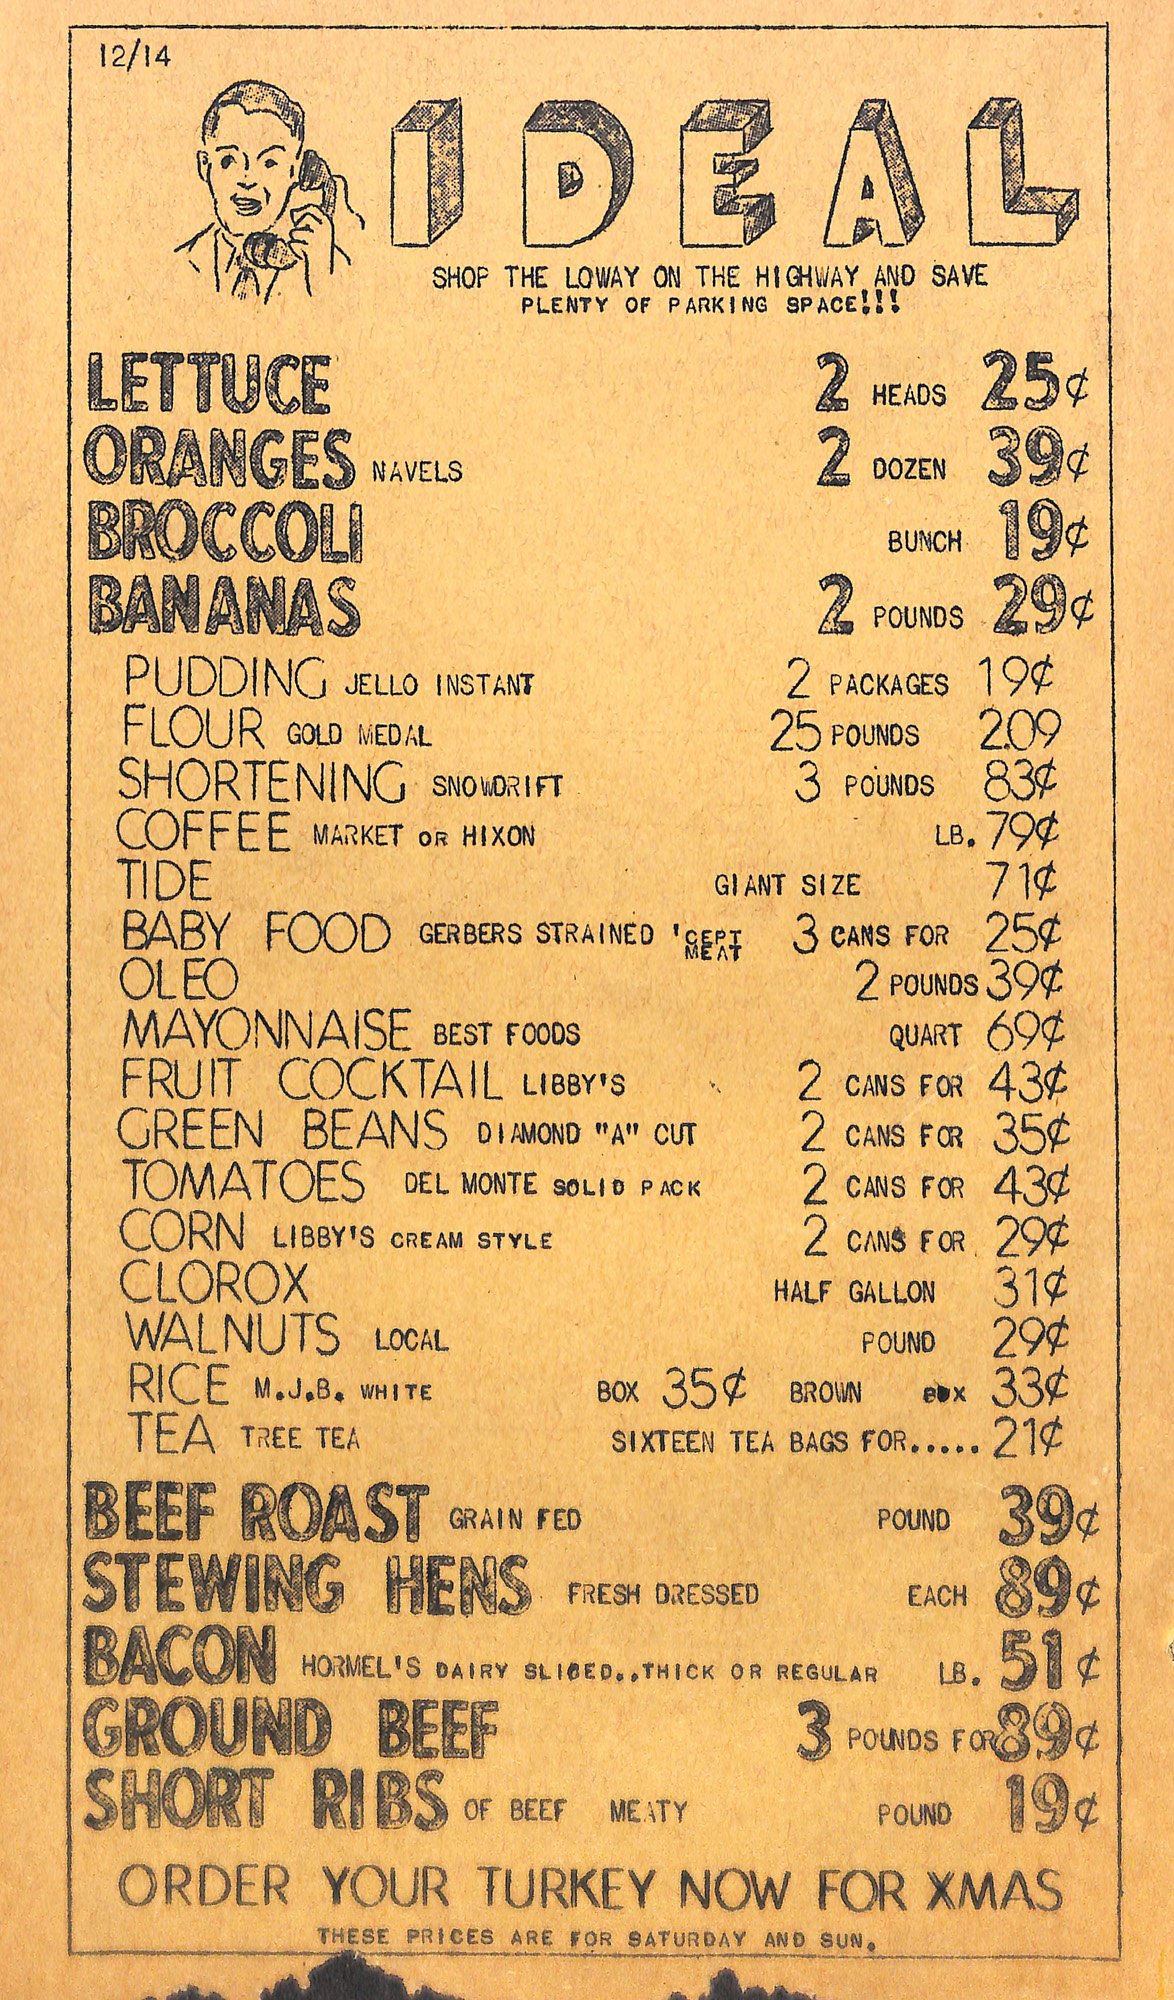 12/14
IDEAL
SHOP THE LOWAY ON THE HIGHWAY AND SAVE
PLENTY OF PARKING SPACE!!!
LETTUCE 2 HEADS 25¢
ORANGES NAVELS 2 DOZEN 39¢
BROCCOLI BUNCH 19¢
BANANAS 2 POUNDS 29¢
PUDDING JELLO INSTANT 2 PACKAGES 19¢
FLOUR GOLD MEDAL 25 POUNDS 2.09
SHORTENING SNOWDRIFT 3 POUNDS 83¢
COFFEE MARKET OR HIXON LB. 79¢
TIDE GIANT SIZE 71¢
BABY FOOD GERBERS STRAINED 'CEPT MEAT 3 CANS FOR 25¢
OLEO 2 POUNDS 39¢
MAYONNAISE BEST FOODS QUART 69¢
FRUIT COCKTAIL LIBBY'S 2 CANS FOR 43¢
GREEN BEANS DIAMOND "A" CUT 2 CANS FOR 35¢
TOMATOES DEL MONTE SOLID PACK 2 CANS FOR 43¢
CORN LIBBY'S CREAM STYLE 2 CANS FOR 29¢
CLOROX HALF GALLON 31¢
WALNUTS LOCAL POUND 29¢
RICE M.J.B. WHITE BOX 35¢ BROWN BOX 33¢
TEA TREE TEA SIXTEEN TEA BAGS FOR..... 21¢
BEEF ROAST GRAIN FED POUND 39¢
STEWING HENS FRESH DRESSED EACH 89¢
BACON HORMEL'S DAIRY SLICED..THICK OR REGULAR LB. 51¢
GROUND BEEF 3 POUNDS FOR 89¢
SHORT RIBS OF BEEF MEATY POUND 19¢
ORDER YOUR TURKEY NOW FOR XMAS
THESE PRICES ARE FOR SATURDAY AND SUN.